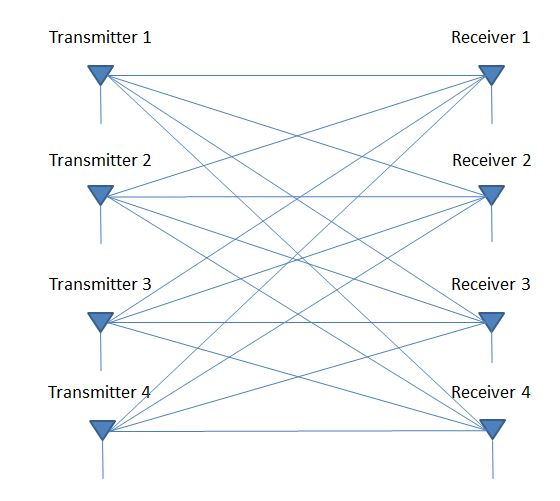 Transmitter 1
Receiver 1
Transmitter 2
Receiver 2
Transmitter 3
Receiver 3
Transmitter 4
Receiver 4